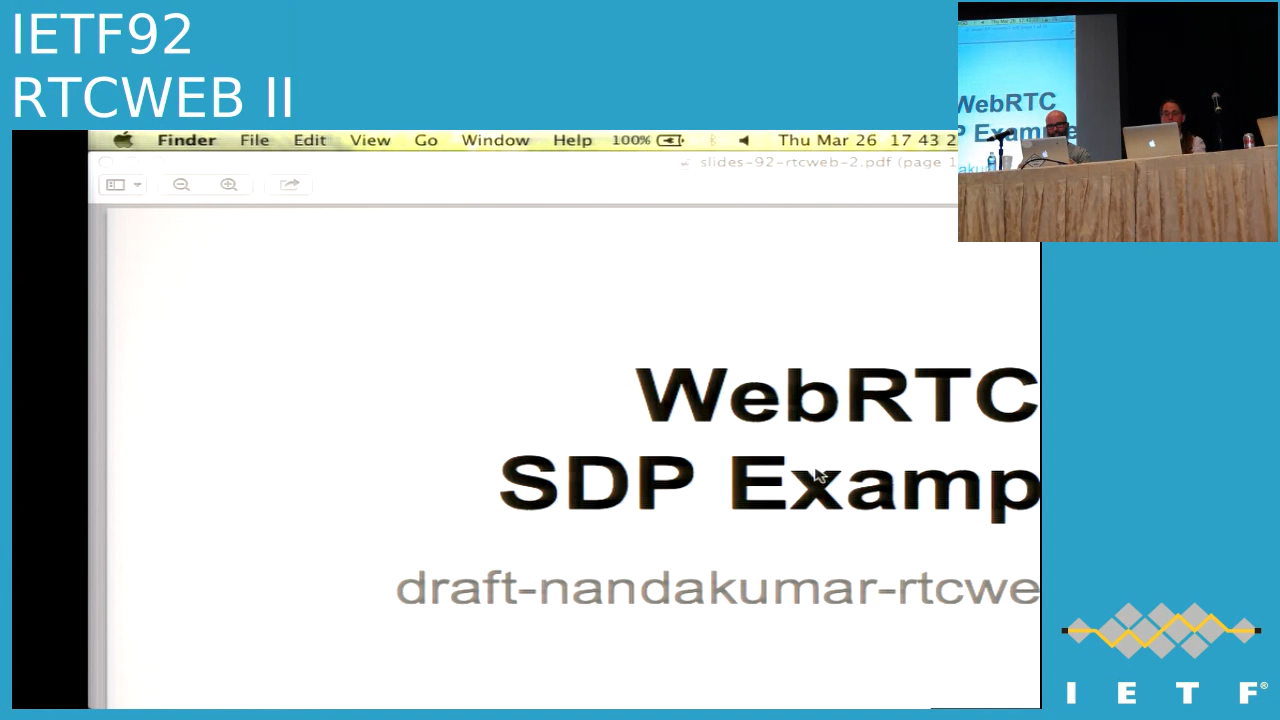 IETF92
RTCWEB II
Finder File Edit View Go Window Help 100% Thu Mar 26 17 43 2
slides-92-rtcweb-2.pdf (page 1
WebRTC
SDP Examp
draft-nandakumar-rtcwe
WebRTC
P Example
I E T F®